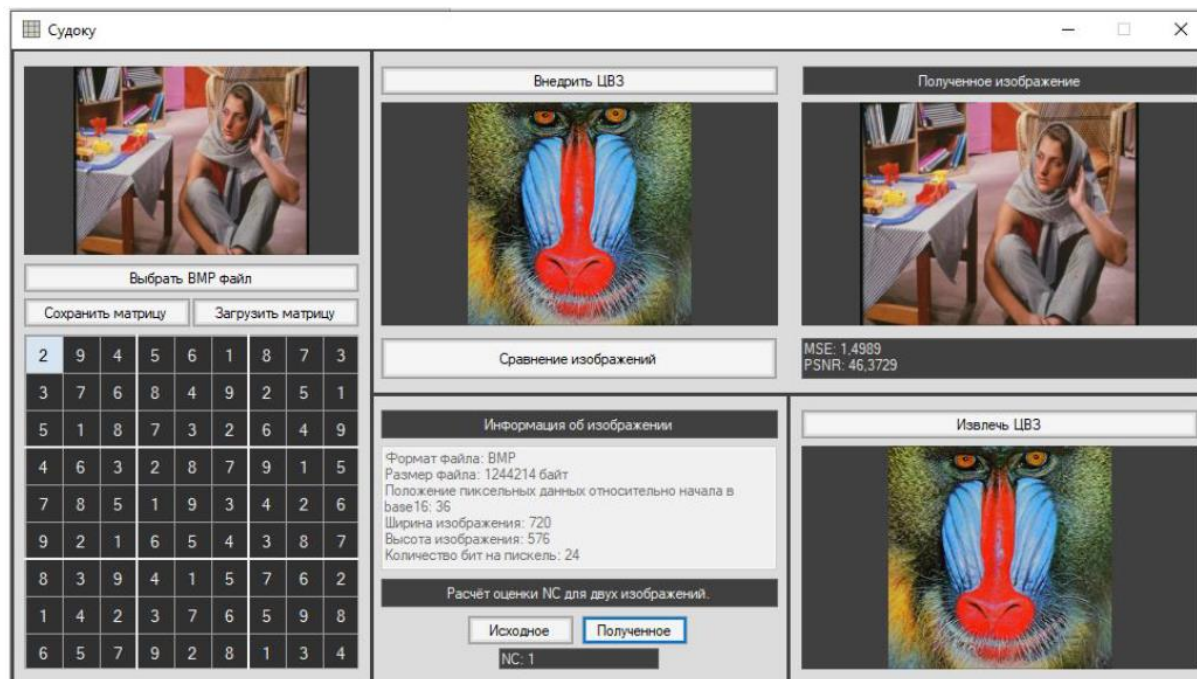 Судоку
Внедрить ЦВЗ
Полученное изображение
Выбрать BMP файл
Сохранить матрицу
Загрузить матрицу
2 9 4 5 6 1 8 7 3
3 7 6 8 4 9 2 5 1
5 1 8 7 3 2 6 4 9
4 6 3 2 8 7 9 1 5
7 8 5 1 9 3 4 2 6
9 2 1 6 5 4 3 8 7
8 3 9 4 1 5 7 6 2
1 4 2 3 7 6 5 9 8
6 5 7 9 2 8 1 3 4
Сравнение изображений
MSE: 1,4989
PSNR: 46,3729
Информация об изображении
Формат файла: BMP
Размер файла: 1244214 байт
Положение пиксельных данных относительно начала в
base16: 36
Ширина изображения: 720
Высота изображения: 576
Количество бит на пискель: 24
Расчёт оценки NC для двух изображений.
Исходное
Полученное
NC: 1
Извлечь ЦВЗ